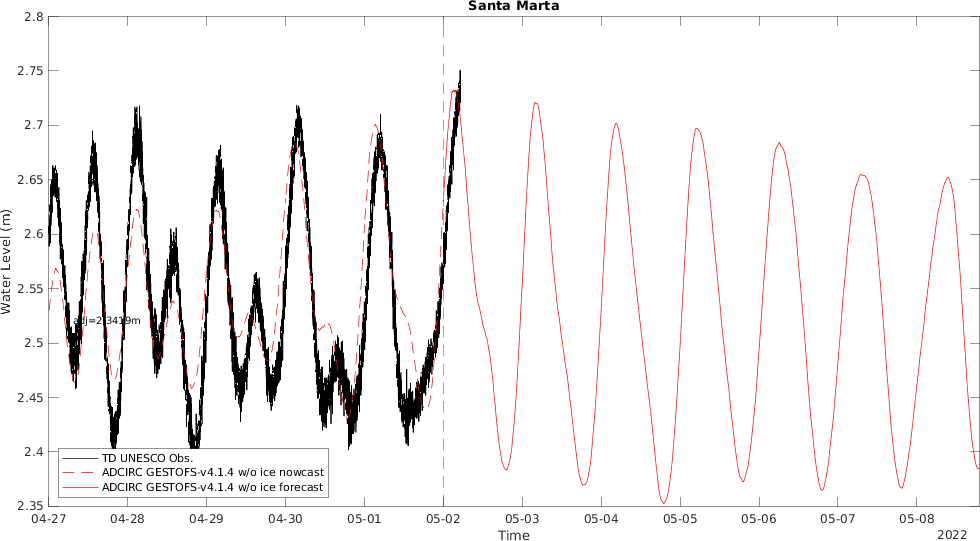 Santa Marta
2.8
2.75
2.7
2.65
2.6
2.55
2.5
2.45
2.4
2.35
Water Level (m)
adj=2.3419m
TD UNESCO Obs.
ADCIRC GESTOFS-v4.1.4 w/o ice nowcast
ADCIRC GESTOFS-v4.1.4 w/o ice forecast
04-27 04-28 04-29 04-30 05-01 05-02 05-03 05-04 05-05 05-06 05-07 05-08
Time
2022